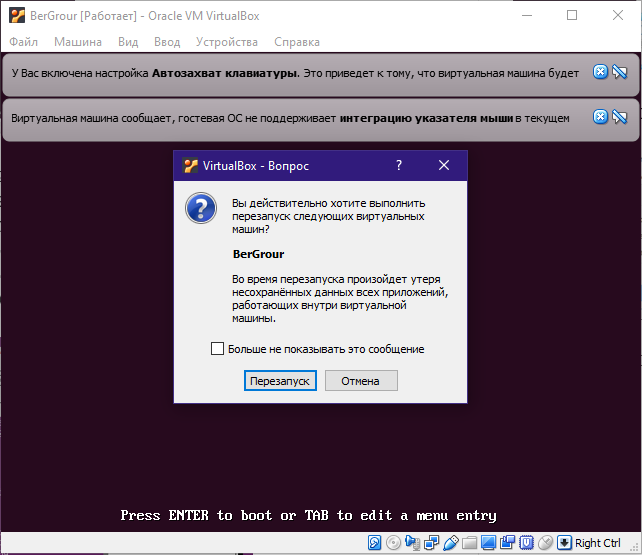 BerGrour [Работает] - Oracle VM VirtualBox
Файл Машина Вид Ввод Устройства Справка
У Вас включена настройка Автозахват клавиатуры. Это приведет к тому, что виртуальная машина будет
Виртуальная машина сообщает, гостевая ОС не поддерживает интеграцию указателя мыши в текущем
VirtualBox - Вопрос ?
Вы действительно хотите выполнить
перезапуск следующих виртуальных
машин?
BerGrour
Во время перезапуска произойдет утеря
несохранённых данных всех приложений,
работающих внутри виртуальной
машины.
Больше не показывать это сообщение
Перезапуск Отмена
Press ENTER to boot or TAB to edit a menu entry
Right Ctrl